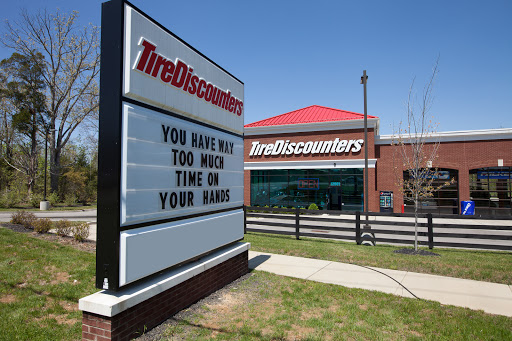 TireDiscounters
YOU HAVE WAY
TOO MUCH
TIME ON
YOUR HANDS
TireDiscounters